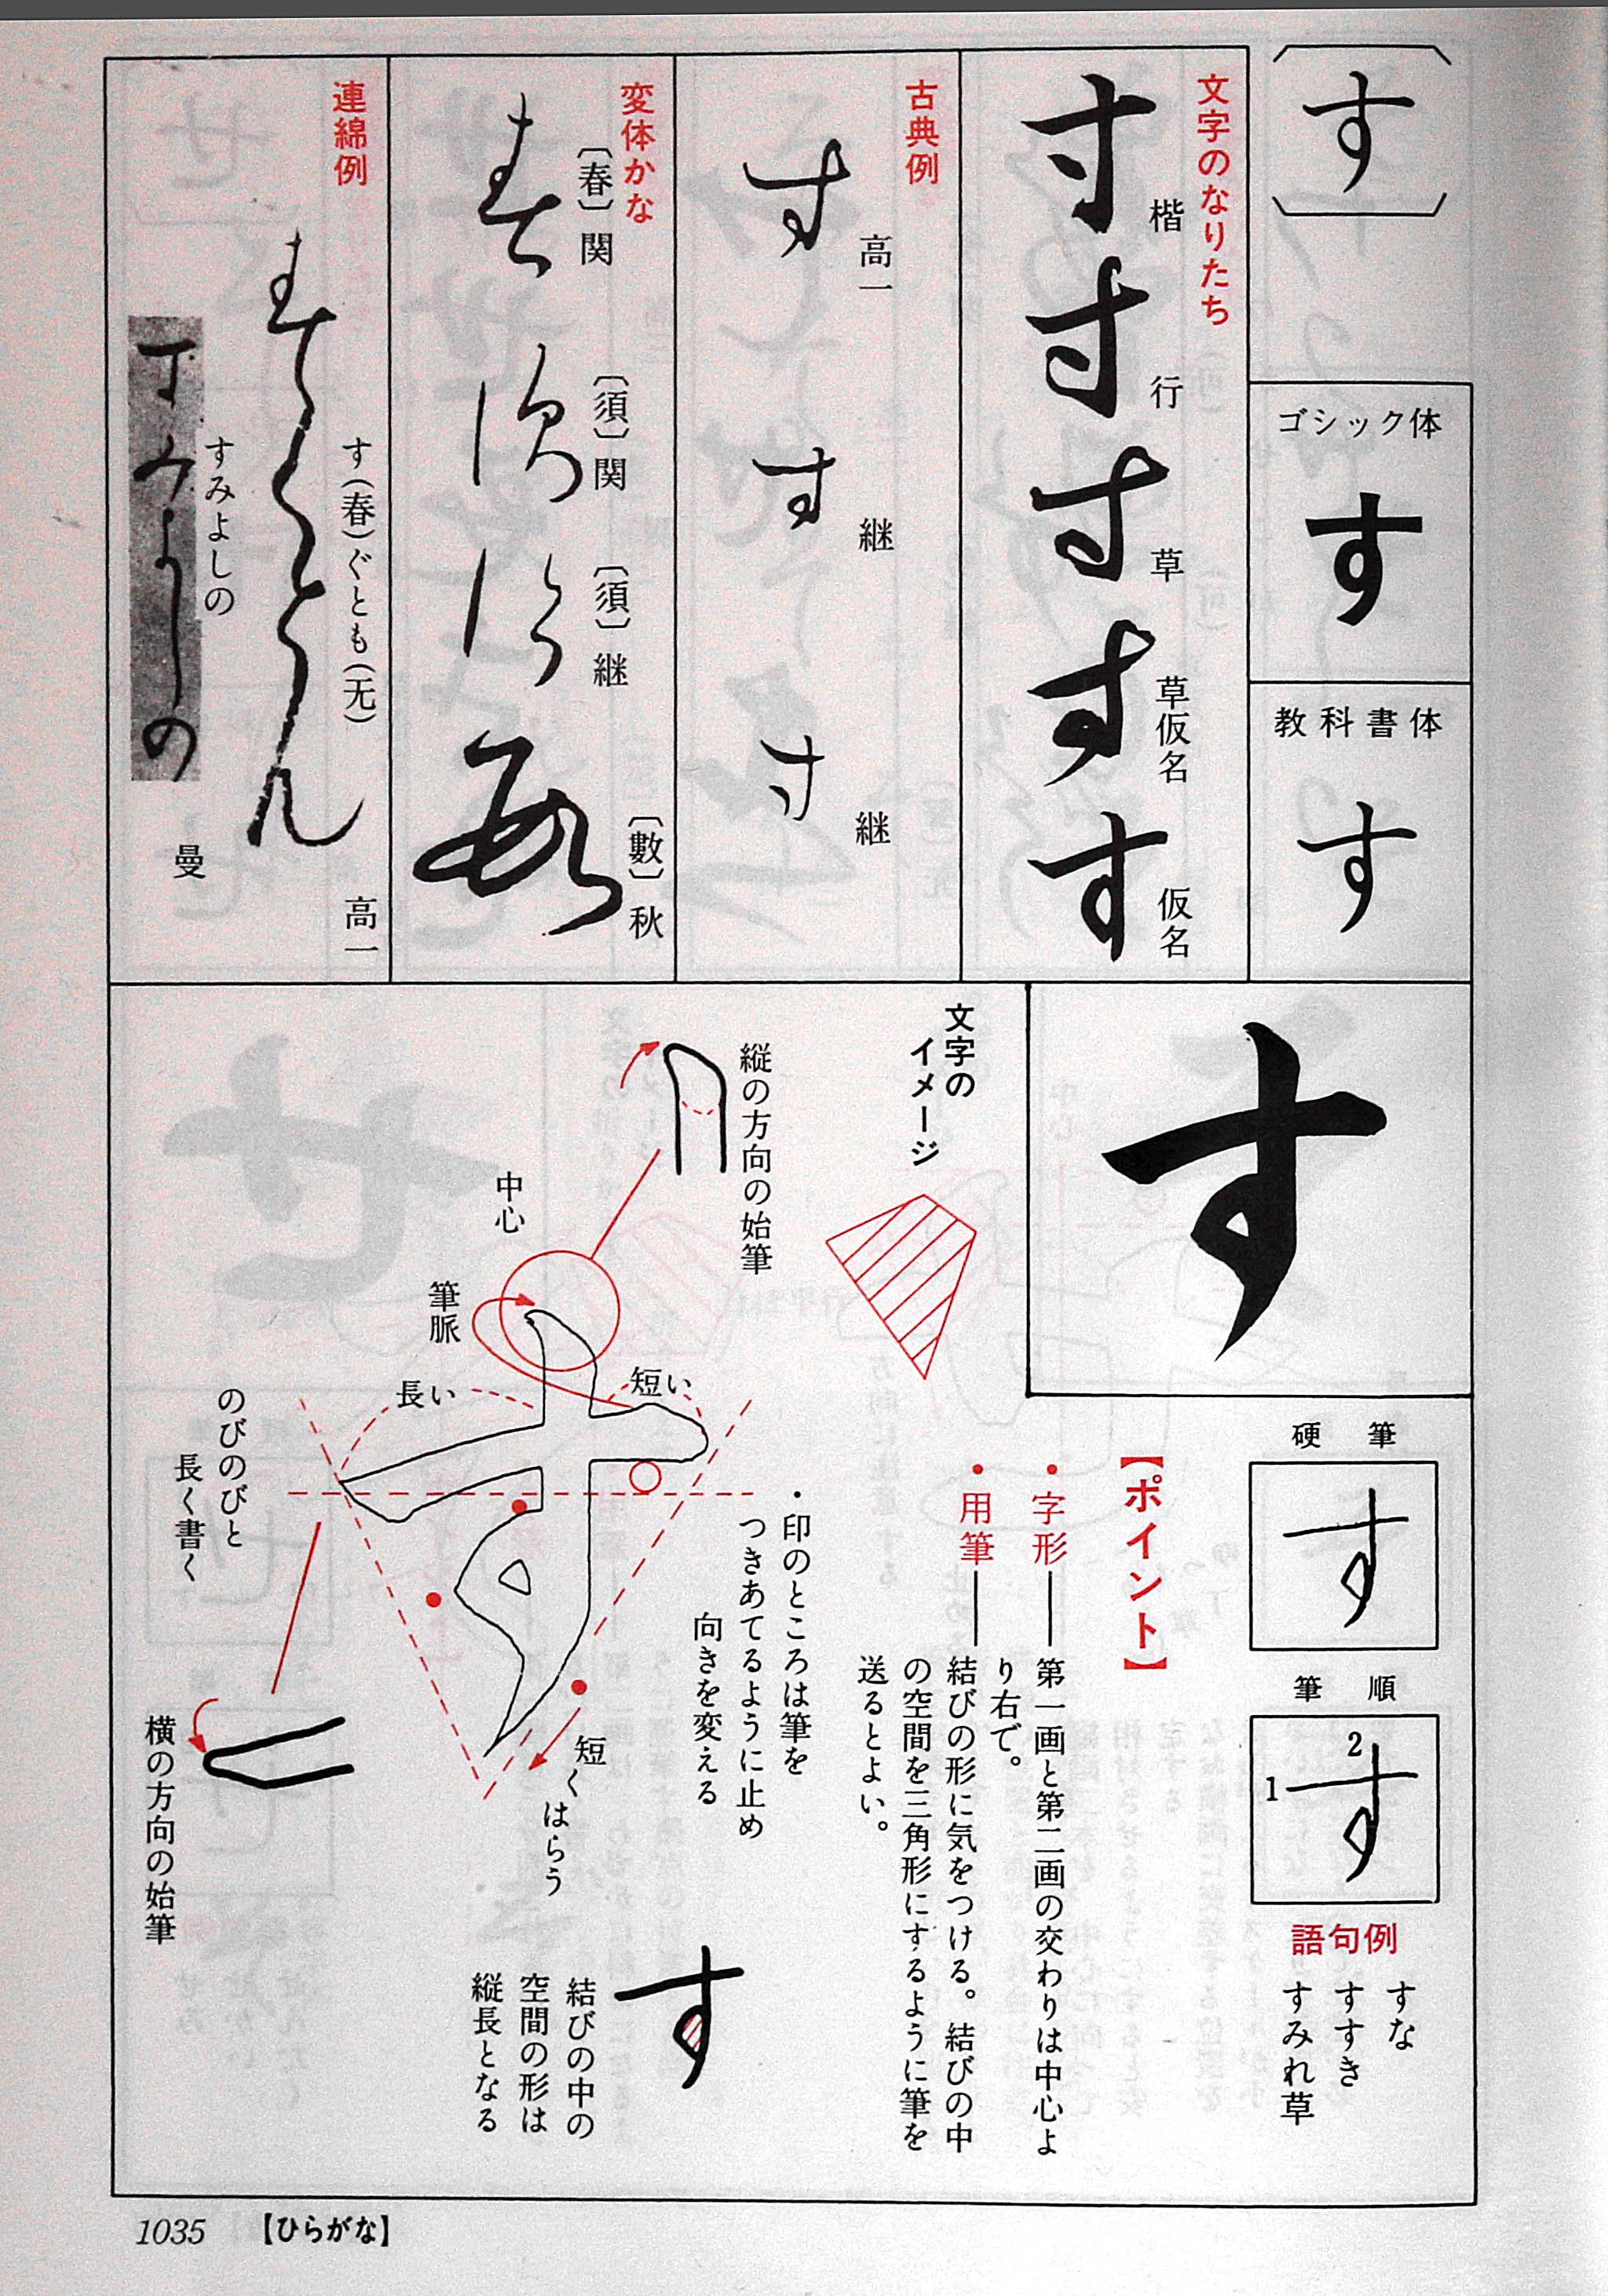 す
ゴシック体
す
教科書体
す
文字のなりたち
寸 楷
寸 行
寸 草
す 草仮名
す 仮名
古典例
す 高一
す 継
す 継
変体かな
〔春〕関
〔須〕関
〔須〕継
〔數〕秋
連綿例
す(春)ぐとも(无)
高一
すみよしの
曼
す
硬筆
す
筆順
1
2
す
語句例
すな
すすき
すみれ草
【ポイント】
・字形――第一画と第二画の交わりは中心よ
り右で。
・用筆――結びの形に気をつける。結びの中
の空間を三角形にするように筆を
送るとよい。
文字の
イメージ
縦の方向の始筆
中心
筆脈
長い
短い
・印のところは筆を
つきあてるように止め
向きを変える
のびのびと
長く書く
短くはらう
横の方向の始筆
す
結びの中の
空間の形は
縦長となる
1035 【ひらがな】